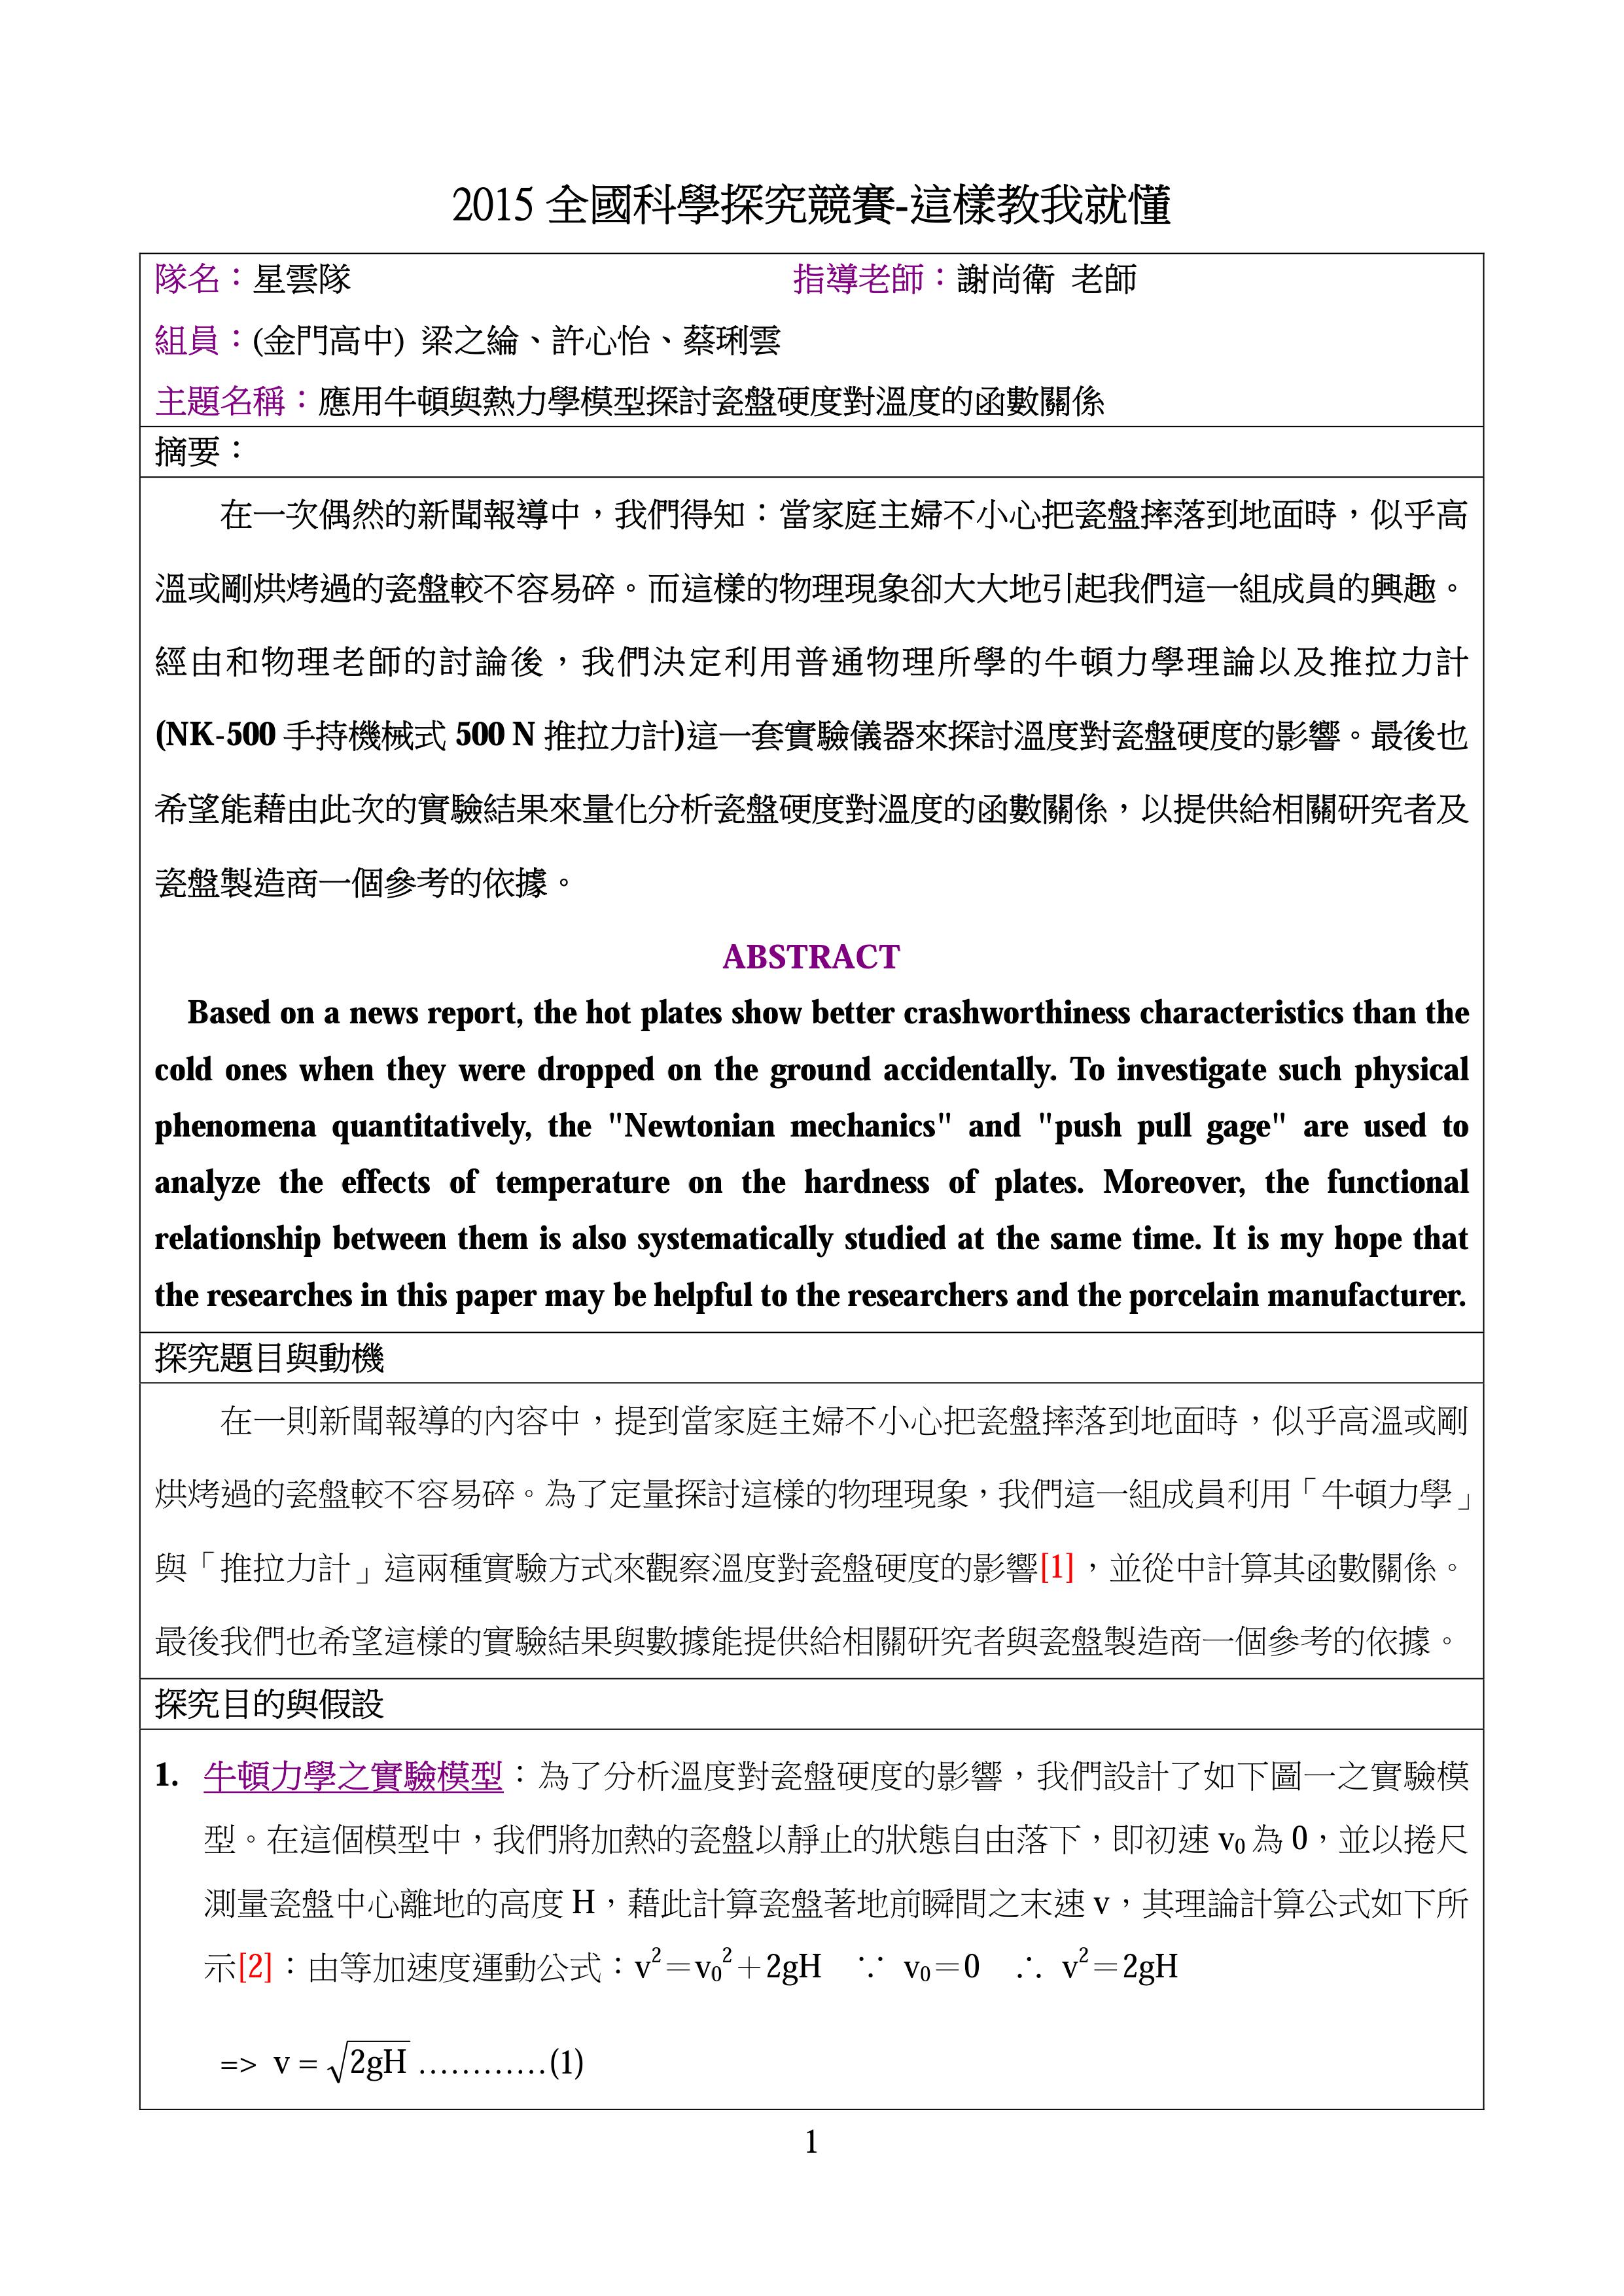 2015 全國科學探究競賽-這樣教我就懂
隊名：星雲隊 指導老師：謝尚衛 老師
組員：(金門高中) 梁之綸、許心怡、蔡琍雲
主題名稱：應用牛頓與熱力學模型探討瓷盤硬度對溫度的函數關係
摘要：
在一次偶然的新聞報導中，我們得知：當家庭主婦不小心把瓷盤摔落到地面時，似乎高
溫或剛烘烤過的瓷盤較不容易碎。而這樣的物理現象卻大大地引起我們這一組成員的興趣。
經由和物理老師的討論後，我們決定利用普通物理所學的牛頓力學理論以及推拉力計
(NK-500 手持機械式 500 N 推拉力計)這一套實驗儀器來探討溫度對瓷盤硬度的影響。最後也
希望能藉由此次的實驗結果來量化分析瓷盤硬度對溫度的函數關係，以提供給相關研究者及
瓷盤製造商一個參考的依據。
ABSTRACT
Based on a news report, the hot plates show better crashworthiness characteristics than the
cold ones when they were dropped on the ground accidentally. To investigate such physical
phenomena quantitatively, the "Newtonian mechanics" and "push pull gage" are used to
analyze the effects of temperature on the hardness of plates. Moreover, the functional
relationship between them is also systematically studied at the same time. It is my hope that
the researches in this paper may be helpful to the researchers and the porcelain manufacturer.
探究題目與動機
在一則新聞報導的內容中，提到當家庭主婦不小心把瓷盤摔落到地面時，似乎高溫或剛
烘烤過的瓷盤較不容易碎。為了定量探討這樣的物理現象，我們這一組成員利用「牛頓力學」
與「推拉力計」這兩種實驗方式來觀察溫度對瓷盤硬度的影響[1]，並從中計算其函數關係。
最後我們也希望這樣的實驗結果與數據能提供給相關研究者與瓷盤製造商一個參考的依據。
探究目的與假設
1. 牛頓力學之實驗模型：為了分析溫度對瓷盤硬度的影響，我們設計了如下圖一之實驗模
型。在這個模型中，我們將加熱的瓷盤以靜止的狀態自由落下，即初速 v₀ 為 0，並以捲尺
測量瓷盤中心離地的高度 H，藉此計算瓷盤著地前瞬間之末速 v，其理論計算公式如下所
示[2]：由等加速度運動公式：v²＝v₀²＋2gH ∵ v₀＝0 ∴ v²＝2gH
=> v = √2gH …………(1)
1